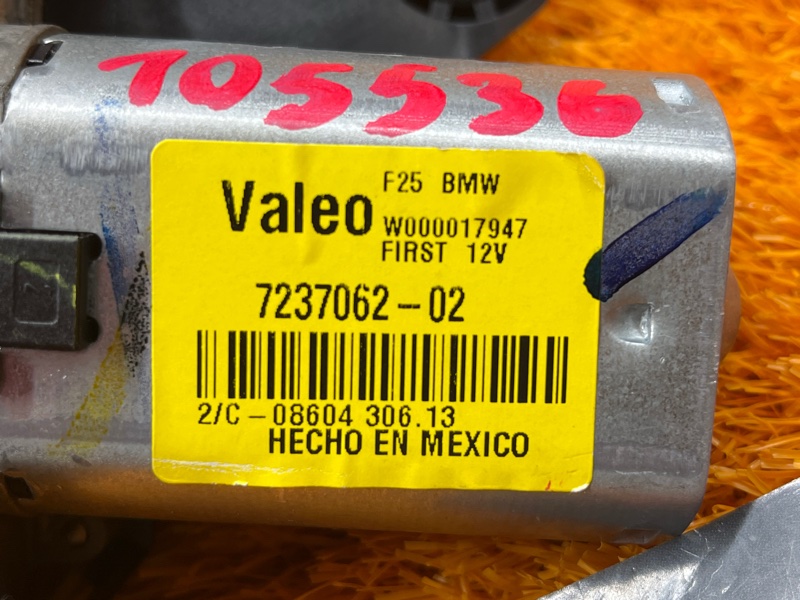 105536
F25 BMW
Valeo
W000017947
FIRST 12V
7237062-02
2/C-08604 306.13
HECHO EN MEXICO